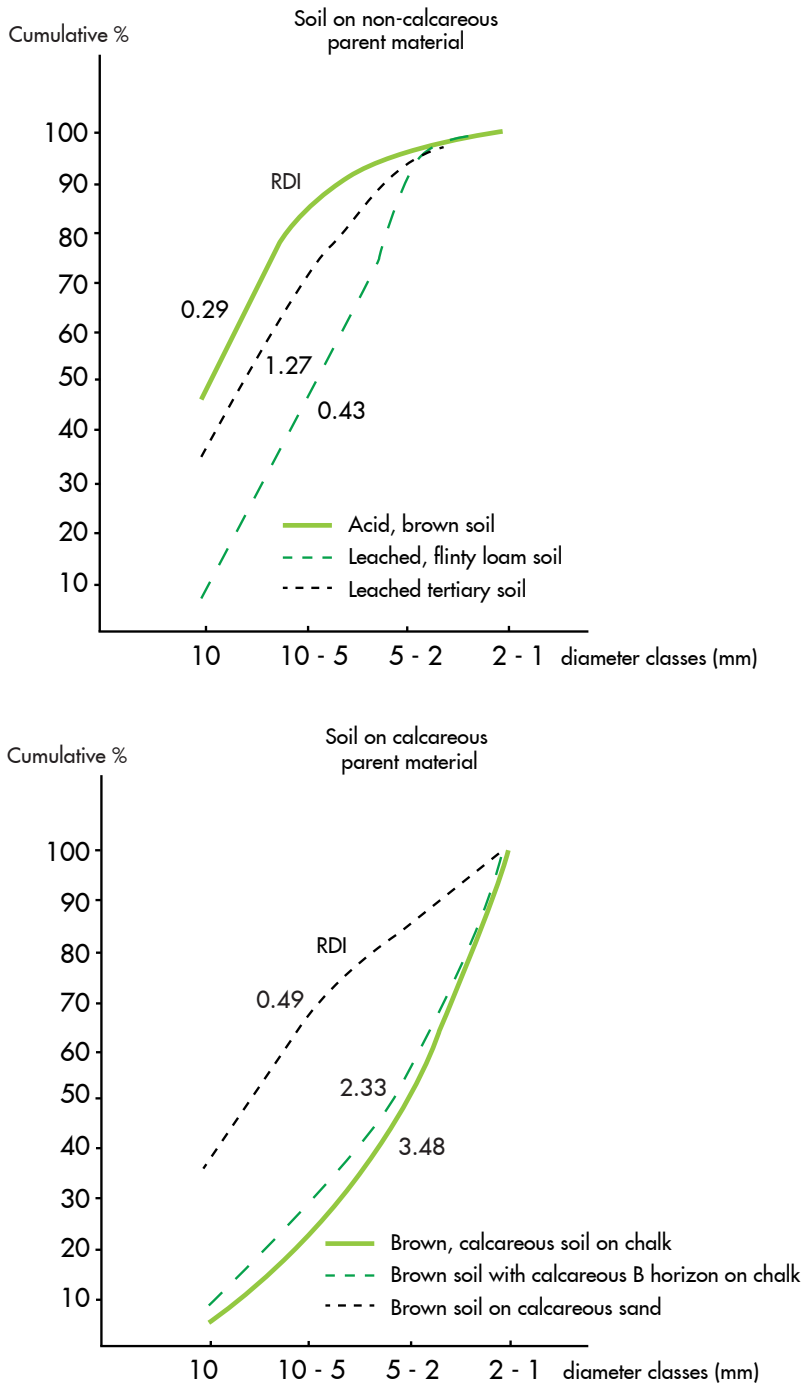 Soil on non-calcareous
parent material
Cumulative %
100
90
80
70
60
50
40
30
20
10
RDI
0.29
1.27
0.43
Acid, brown soil
Leached, flinty loam soil
Leached tertiary soil
10 10 - 5 5 - 2 2 - 1 diameter classes (mm)
Soil on calcareous
parent material
Cumulative %
100
90
80
70
60
50
40
30
20
10
RDI
0.49
2.33
3.48
Brown, calcareous soil on chalk
Brown soil with calcareous B horizon on chalk
Brown soil on calcareous sand
10 10 - 5 5 - 2 2 - 1 diameter classes (mm)